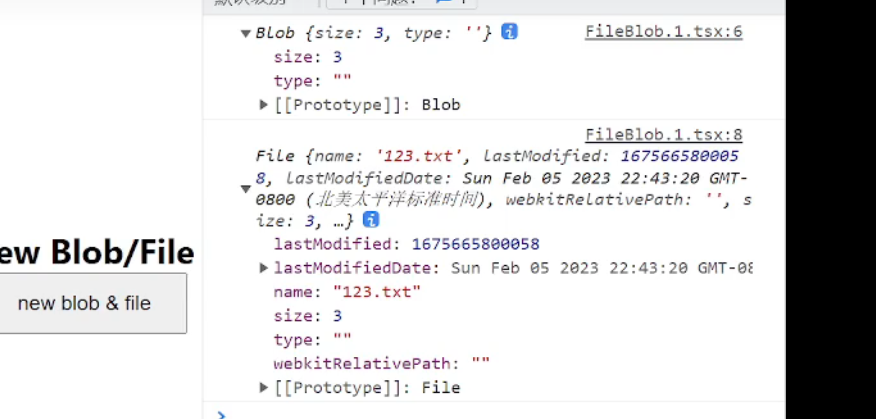 Blob {size: 3, type: ''} i FileBlob.1.tsx:6
size: 3
type: ""
▶[[Prototype]]: Blob
FileBlob.1.tsx:8
File {name: '123.txt', lastModified: 167566580005
8, lastModifiedDate: Sun Feb 05 2023 22:43:20 GMT-
0800 (北美太平洋标准时间), webkitRelativePath: '', s
ize: 3, …} i
lastModified: 1675665800058
▶lastModifiedDate: Sun Feb 05 2023 22:43:20 GMT-08
name: "123.txt"
size: 3
type: ""
webkitRelativePath: ""
▶[[Prototype]]: File
ew Blob/File
new blob & file